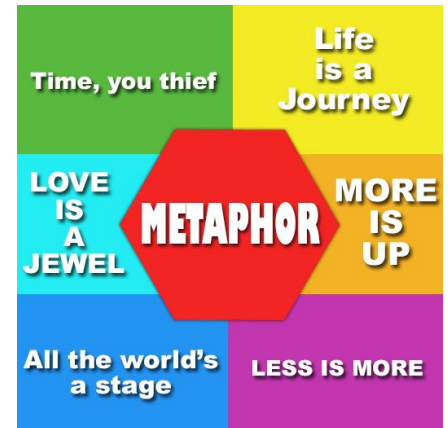 Time, you thief
Life
is a
Journey
LOVE
IS
A
JEWEL
METAPHOR
MORE
IS
UP
All the world's
a stage
LESS IS MORE